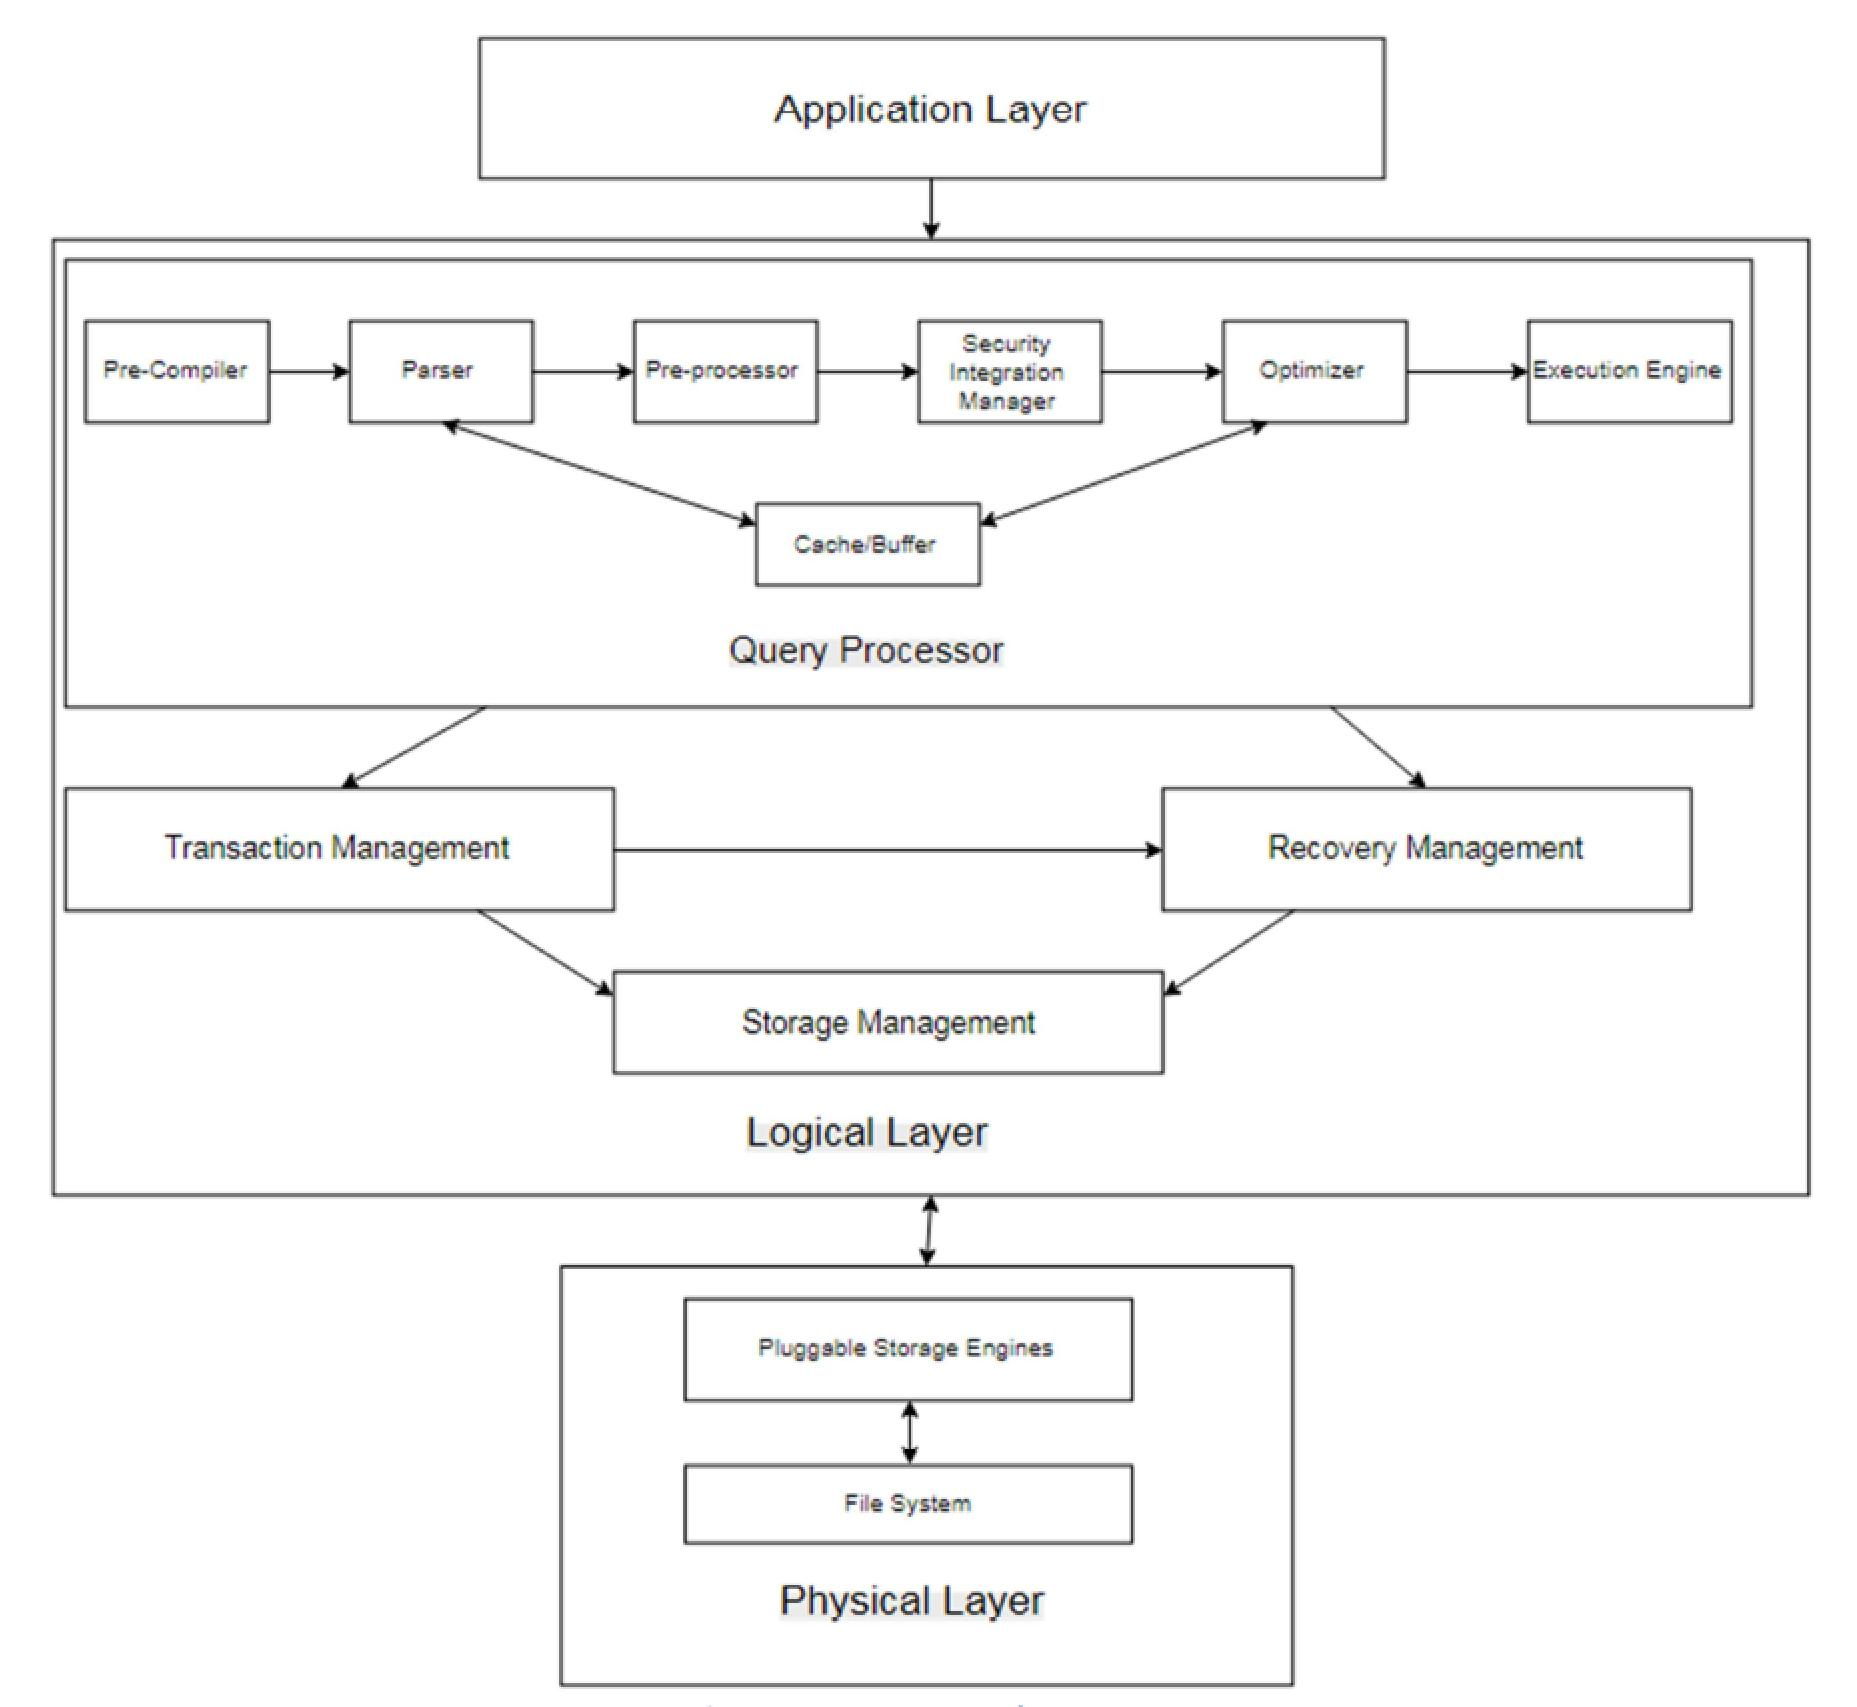 Application Layer
Pre-Compiler
Parser
Pre-processor
Security
Integration
Manager
Optimizer
Execution Engine
Cache/Buffer
Query Processor
Transaction Management
Recovery Management
Storage Management
Logical Layer
Pluggable Storage Engines
File System
Physical Layer